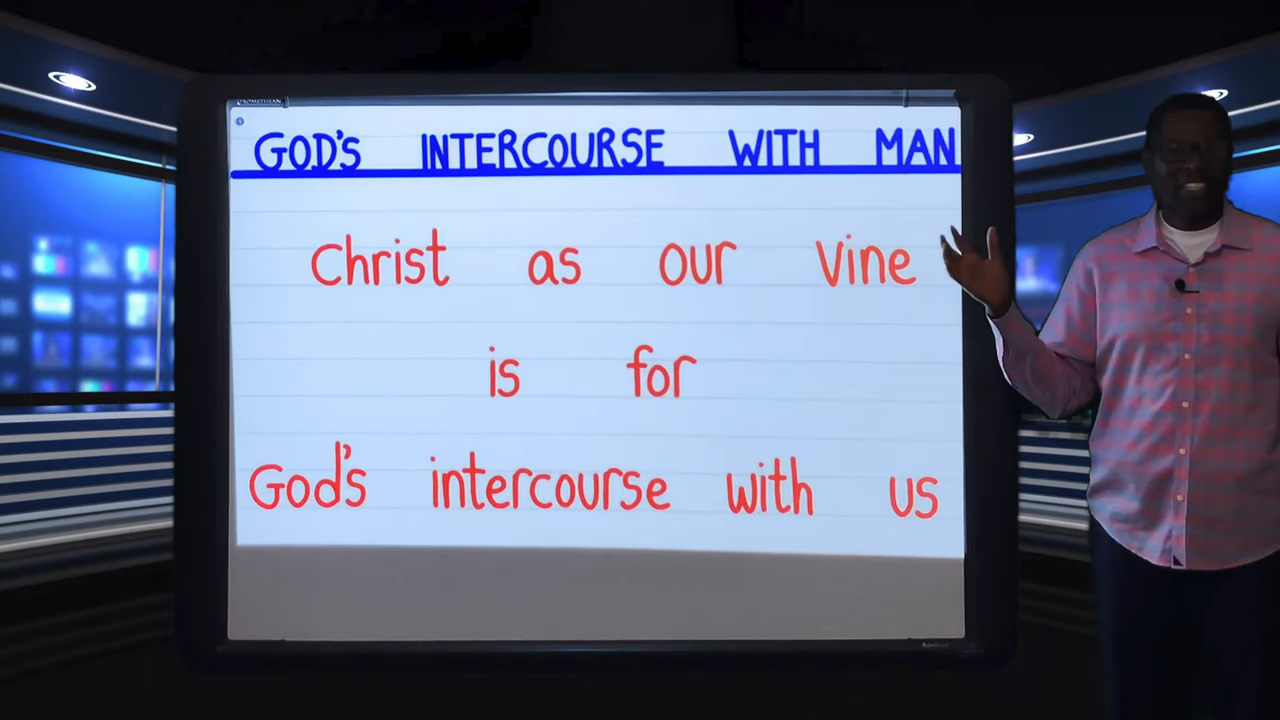 GOD'S INTERCOURSE WITH MAN
Christ as our Vine
is for
God's intercourse with us